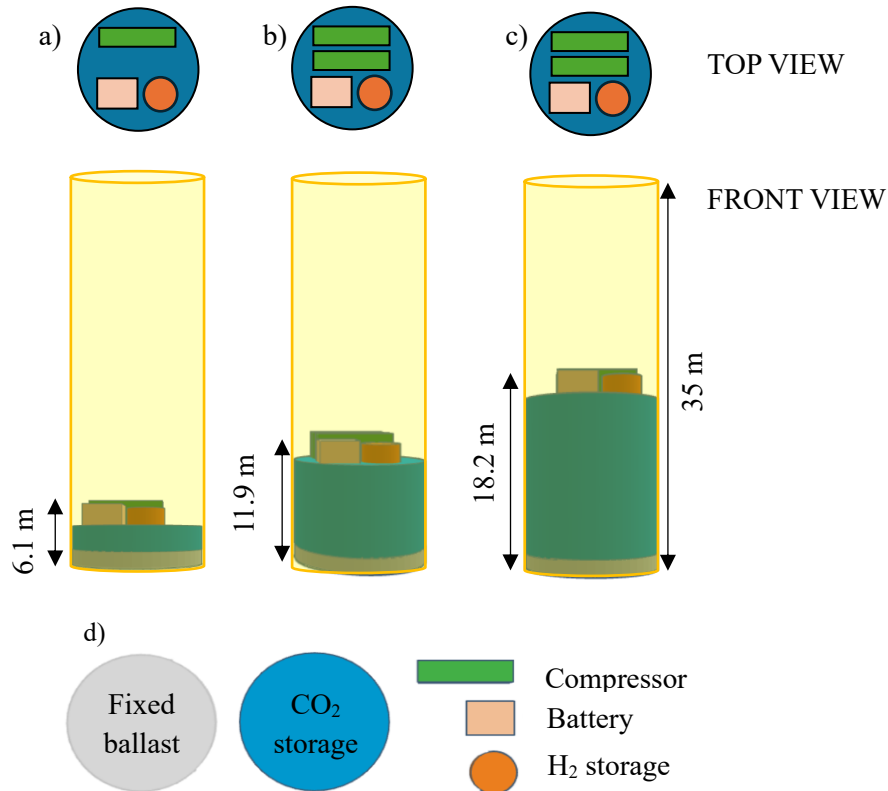 a)
b)
c)
TOP VIEW
FRONT VIEW
6.1 m
11.9 m
18.2 m
35 m
d)
Fixed
ballast
CO₂
storage
Compressor
Battery
H₂ storage